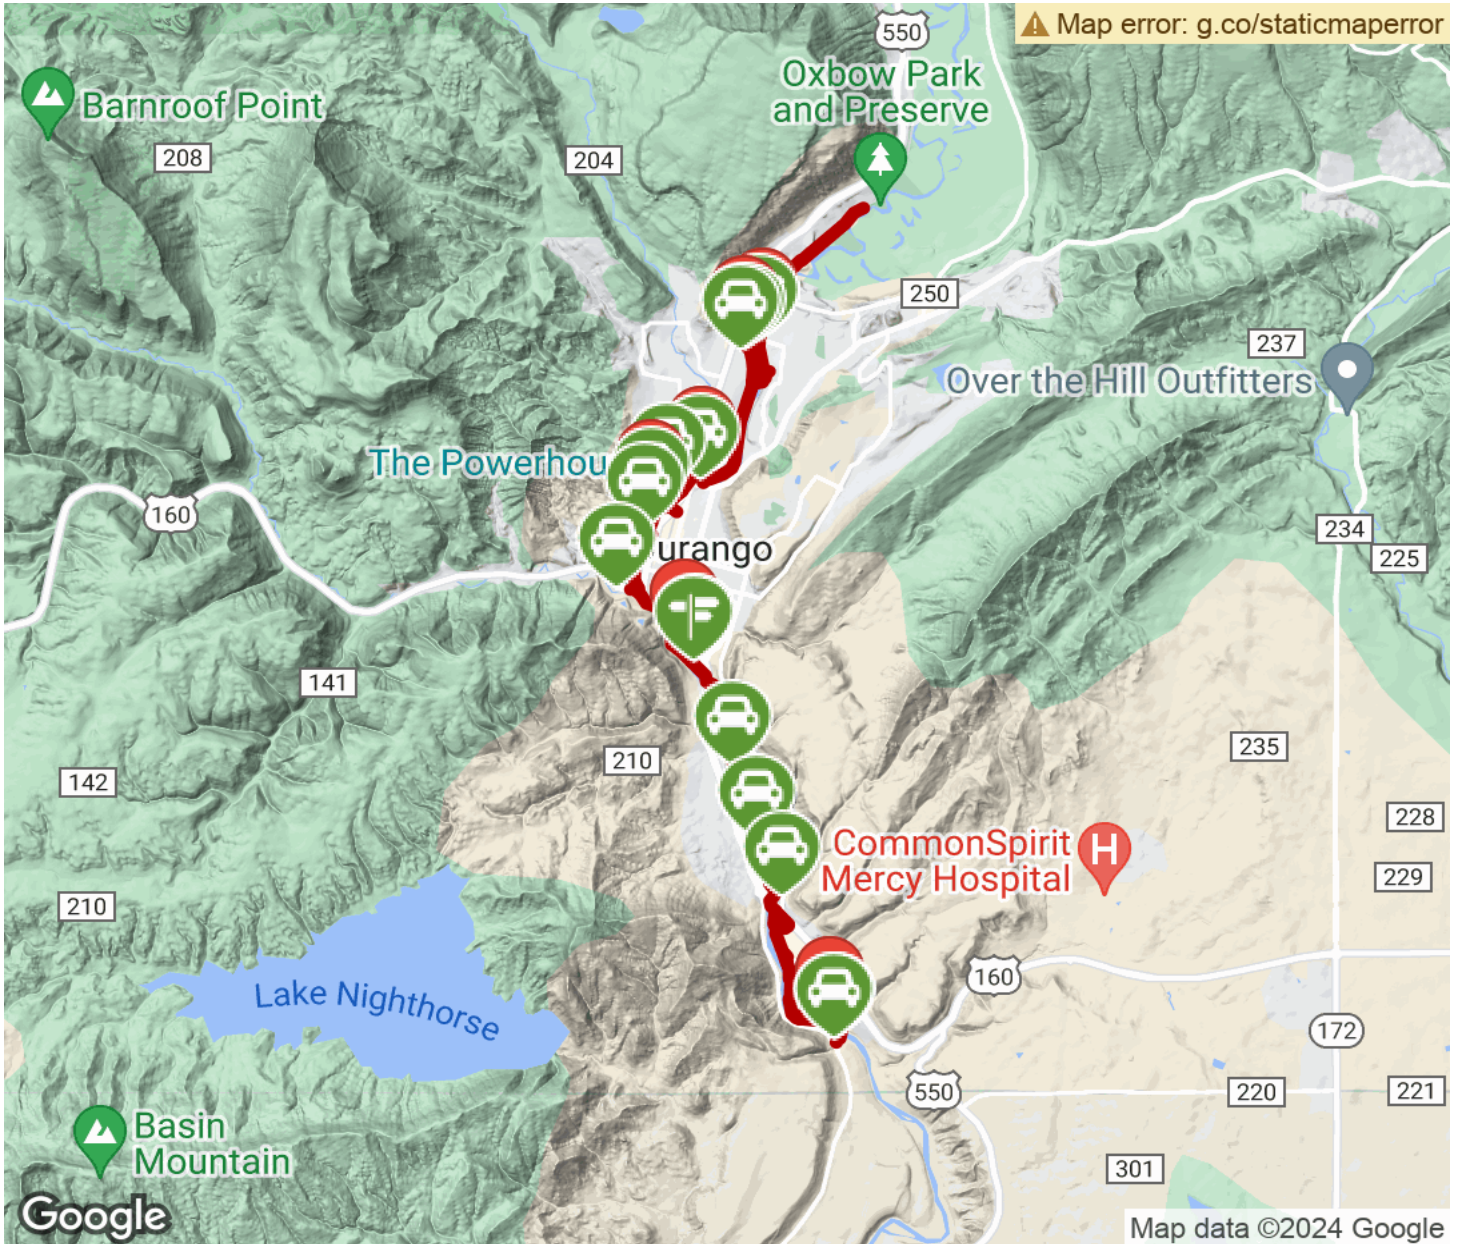 550
Map error: g.co/staticmaperror
Oxbow Park
and Preserve
Barnroof Point
208
204
250
237
Over the Hill Outfitters
The Powerhou
160
234
urango
225
141
210
235
142
228
CommonSpirit
Mercy Hospital
H
229
210
160
Lake Nighthorse
172
550
220
221
Basin
Mountain
301
Google
Map data ©2024 Google